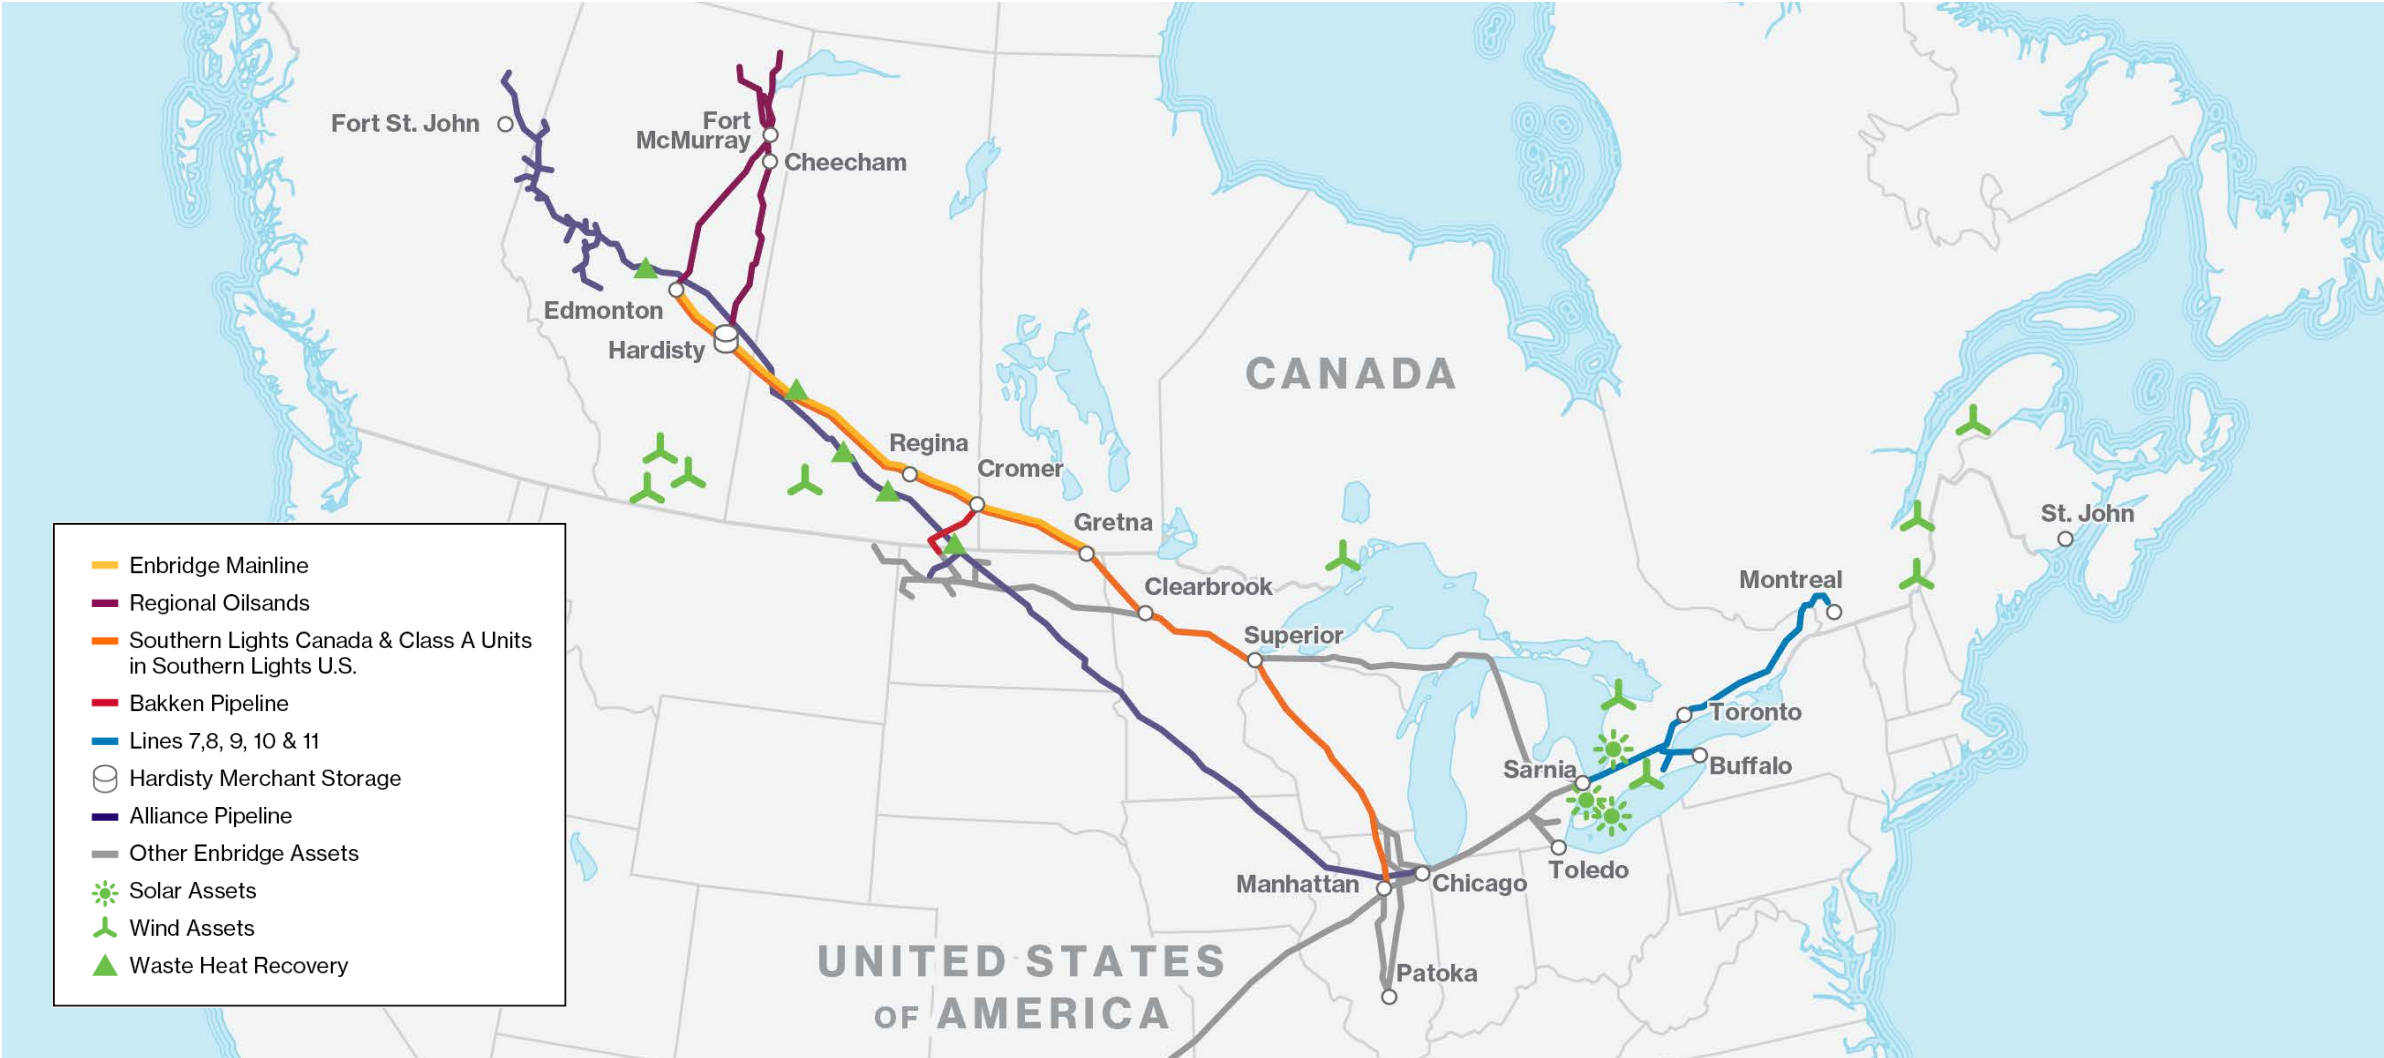 Fort St. John
Fort
McMurray
Cheecham
Edmonton
Hardisty
CANADA
Regina
Cromer
Gretna
St. John
Clearbrook
Montreal
Superior
Toronto
Sarnia
Buffalo
Manhattan
Chicago
Toledo
UNITED STATES
OF AMERICA
Patoka
Enbridge Mainline
Regional Oilsands
Southern Lights Canada & Class A Units
in Southern Lights U.S.
Bakken Pipeline
Lines 7,8, 9, 10 & 11
Hardisty Merchant Storage
Alliance Pipeline
Other Enbridge Assets
Solar Assets
Wind Assets
Waste Heat Recovery